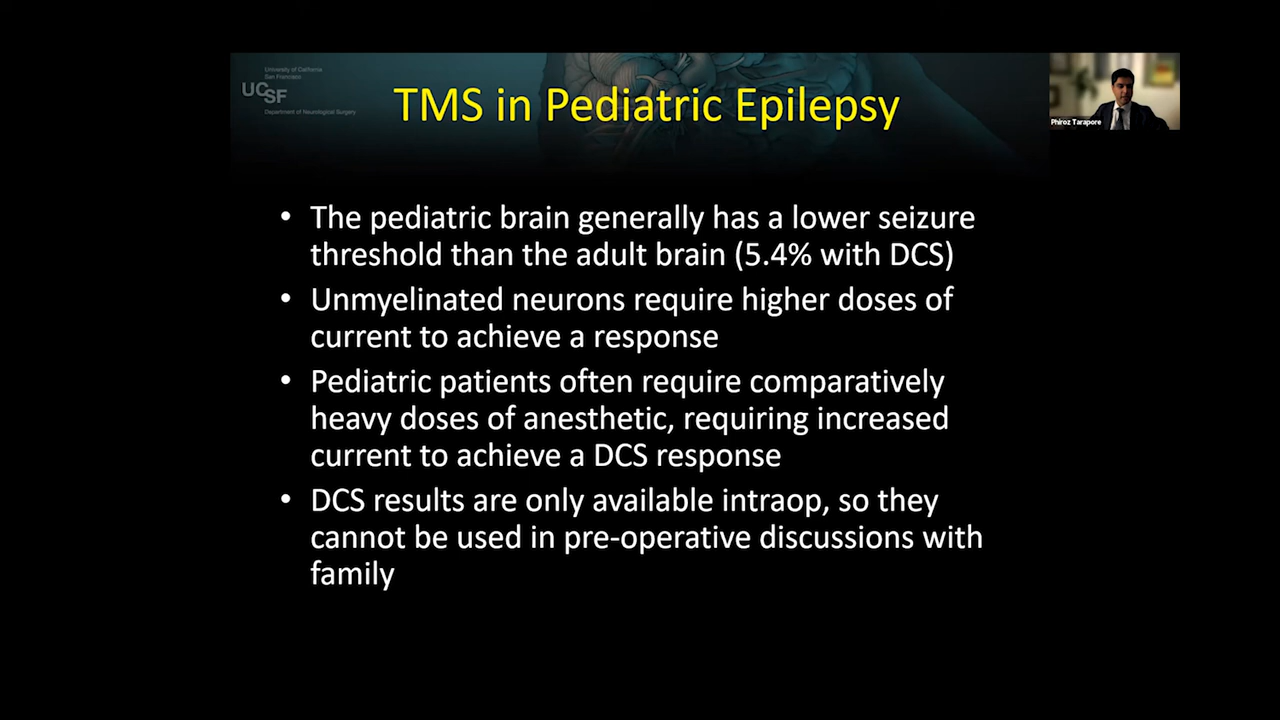 University of California
San Francisco
UCSF
Department of Neurological Surgery
TMS in Pediatric Epilepsy
Phiroz Tarapore
• The pediatric brain generally has a lower seizure
threshold than the adult brain (5.4% with DCS)
• Unmyelinated neurons require higher doses of
current to achieve a response
• Pediatric patients often require comparatively
heavy doses of anesthetic, requiring increased
current to achieve a DCS response
• DCS results are only available intraop, so they
cannot be used in pre-operative discussions with
family